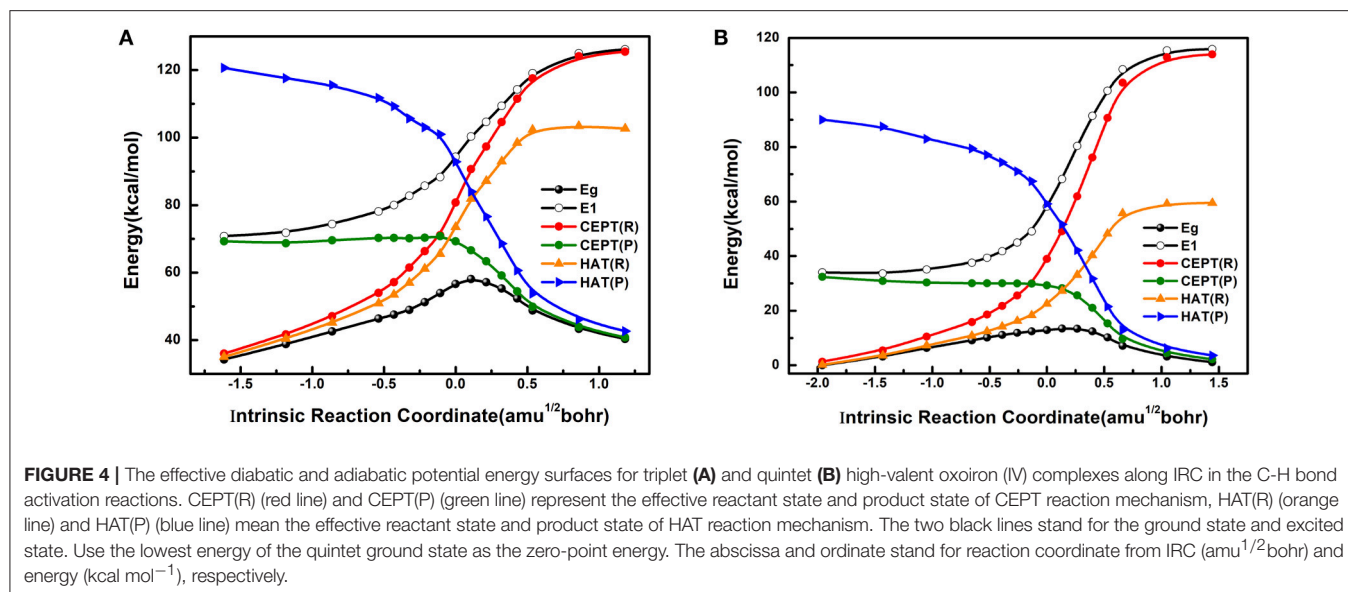 A
B
Energy(kcal/mol)
120
100
80
60
40
Eg
E1
CEPT(R)
CEPT(P)
HAT(R)
HAT(P)
-1.5 -1.0 -0.5 0.0 0.5 1.0
Intrinsic Reaction Coordinate(amu^1/2bohr)
Energy(kcal/mol)
120
100
80
60
40
20
0
Eg
E1
CEPT(R)
CEPT(P)
HAT(R)
HAT(P)
-2.0 -1.5 -1.0 -0.5 0.0 0.5 1.0 1.5
Intrinsic Reaction Coordinate(amu^1/2bohr)
FIGURE 4 | The effective diabatic and adiabatic potential energy surfaces for triplet (A) and quintet (B) high-valent oxoiron (IV) complexes along IRC in the C-H bond
activation reactions. CEPT(R) (red line) and CEPT(P) (green line) represent the effective reactant state and product state of CEPT reaction mechanism, HAT(R) (orange
line) and HAT(P) (blue line) mean the effective reactant state and product state of HAT reaction mechanism. The two black lines stand for the ground state and excited
state. Use the lowest energy of the quintet ground state as the zero-point energy. The abscissa and ordinate stand for reaction coordinate from IRC (amu^1/2bohr) and
energy (kcal mol^−1), respectively.